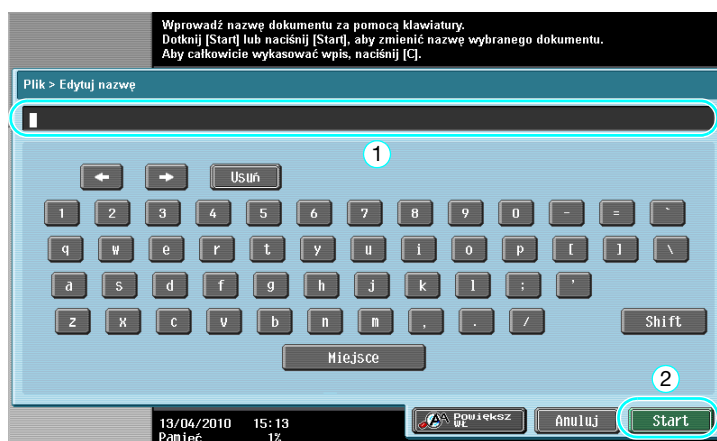 Wprowadź nazwę dokumentu za pomocą klawiatury.
Dotknij [Start] lub naciśnij [Start], aby zmienić nazwę wybranego dokumentu.
Aby całkowicie wykasować wpis, naciśnij [C].
Plik > Edytuj nazwę
1
Usuń
1 2 3 4 5 6 7 8 9 0 - = `
q w e r t y u i o p [ ] \
a s d f g h j k l ; '
z x c v b n m , . / Shift
Miejsce
2
Powiększ
WŁ
Anuluj Start
13/04/2010 15:13
Pamięć 1%